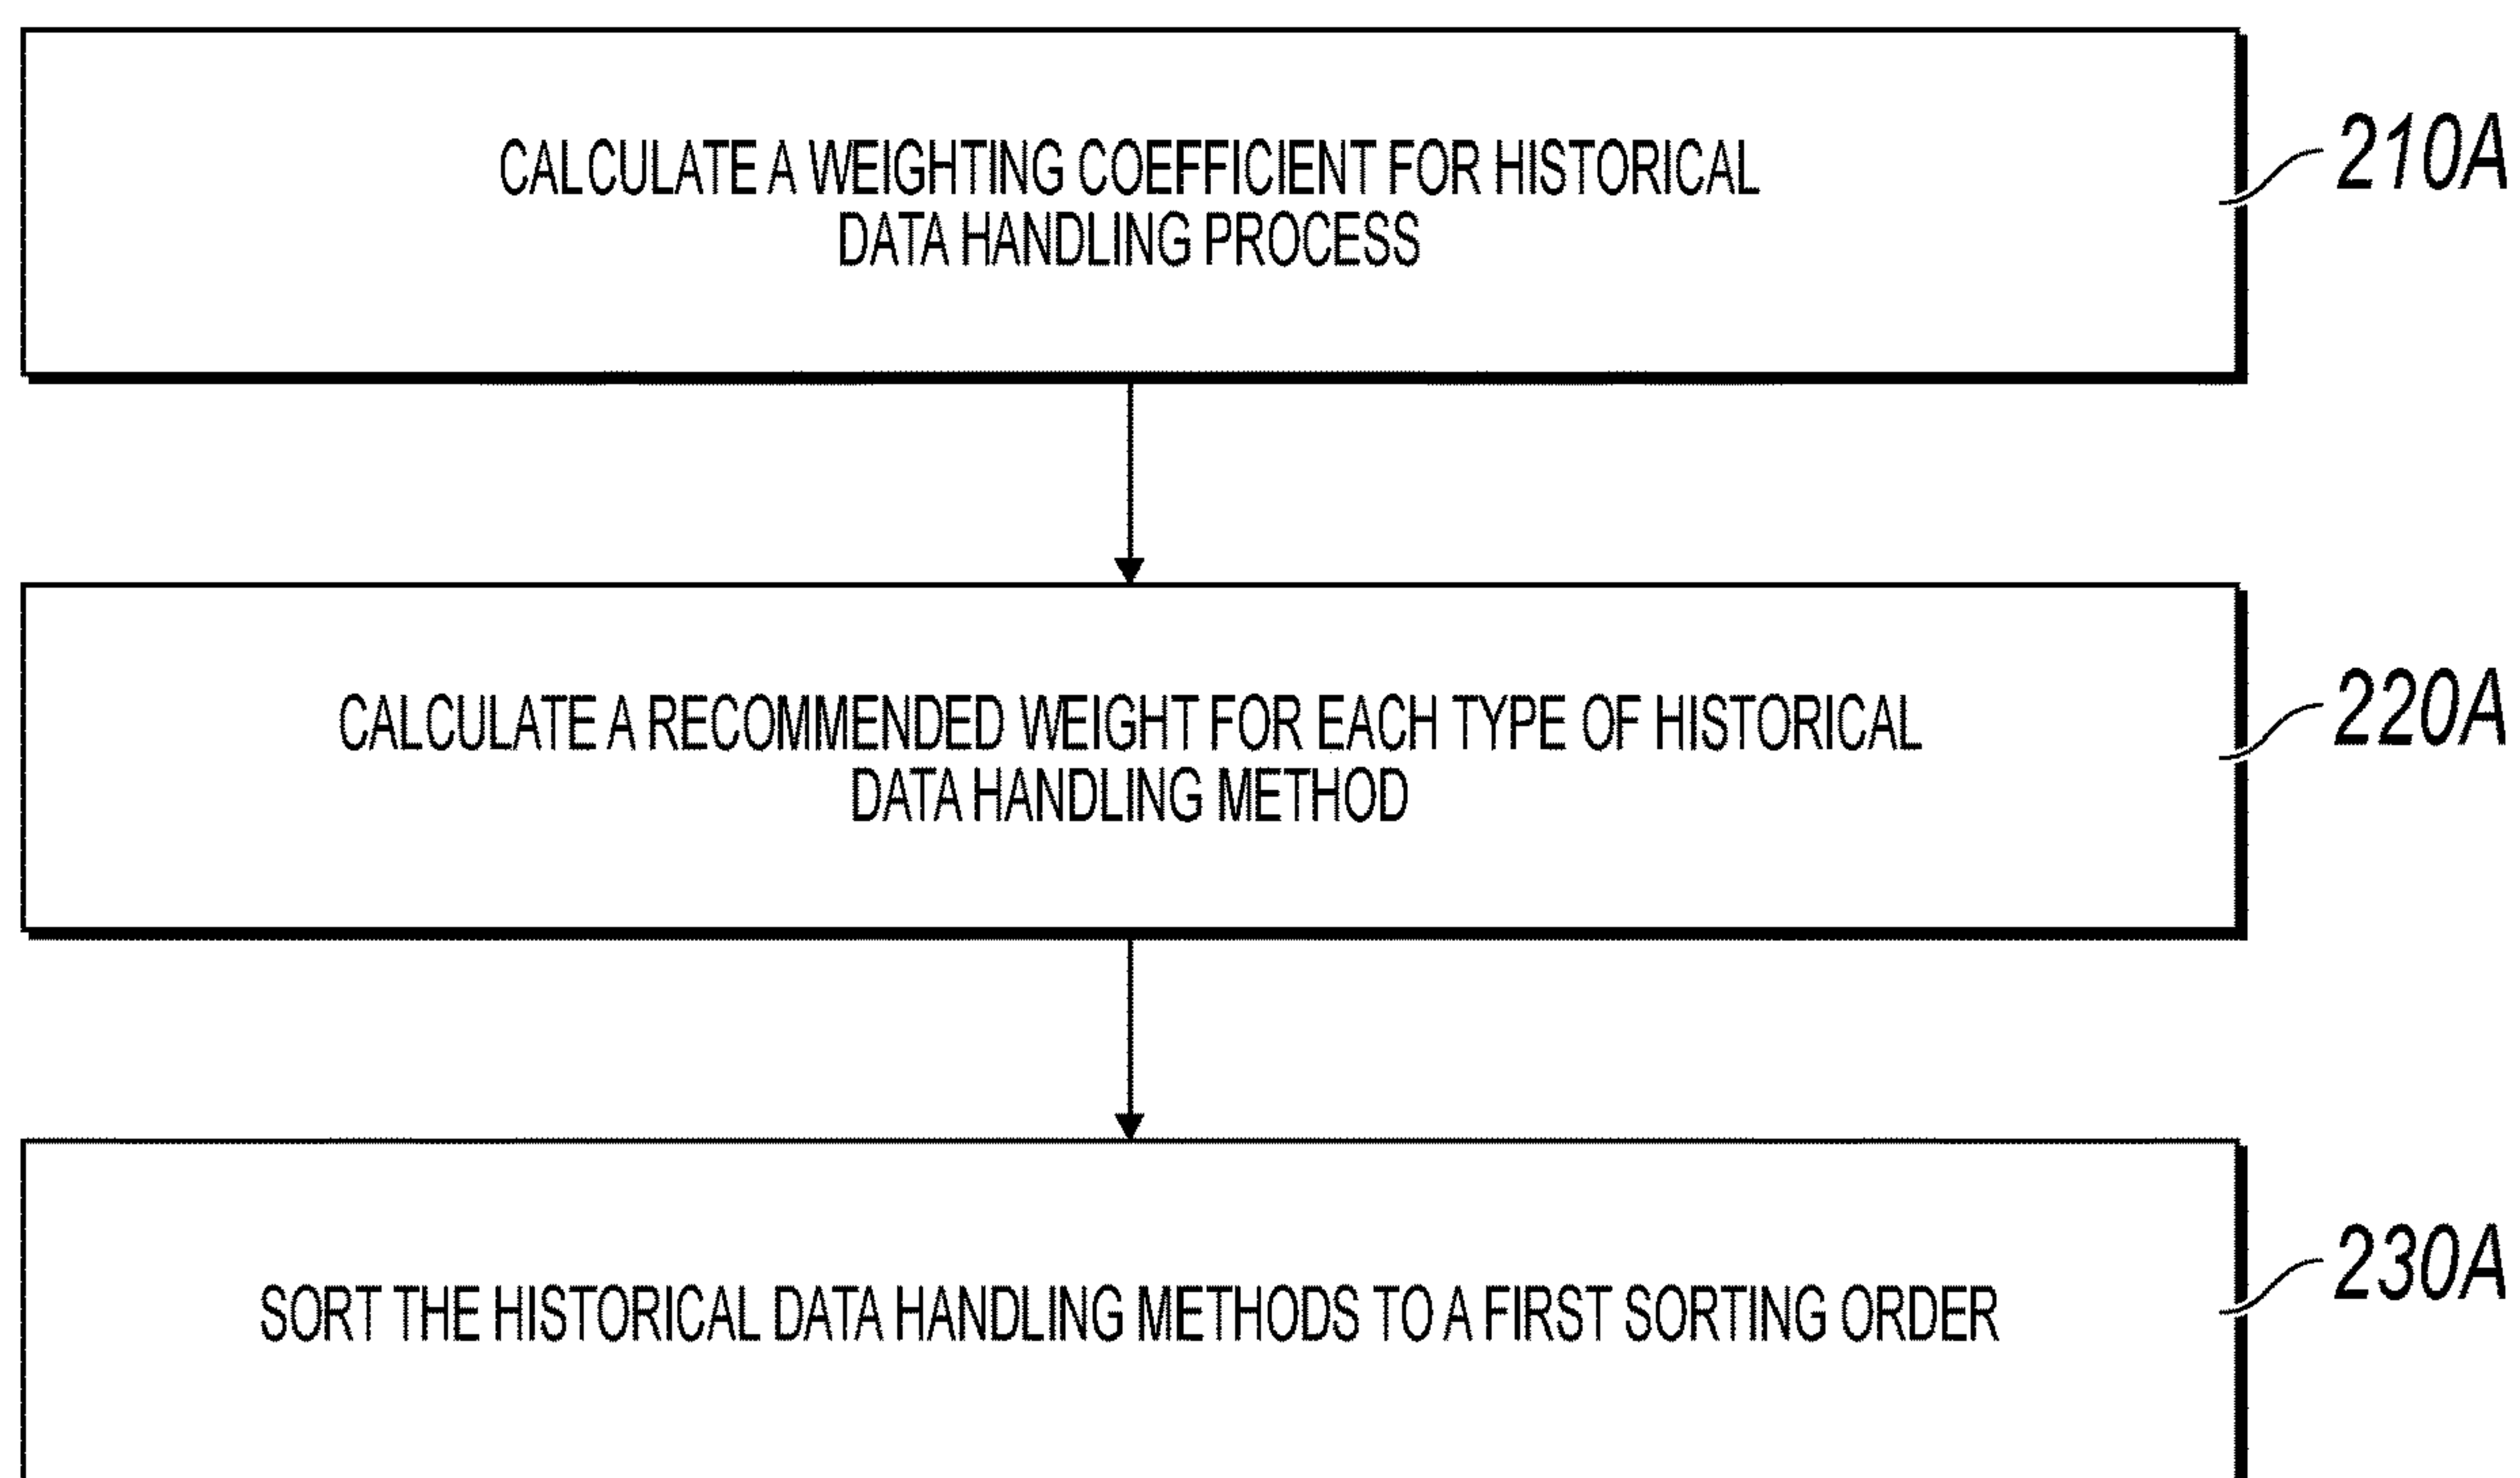 CALCULATE A WEIGHTING COEFFICIENT FOR HISTORICAL
DATA HANDLING PROCESS
210A
CALCULATE A RECOMMENDED WEIGHT FOR EACH TYPE OF HISTORICAL
DATA HANDLING METHOD
220A
SORT THE HISTORICAL DATA HANDLING METHODS TO A FIRST SORTING ORDER
230A